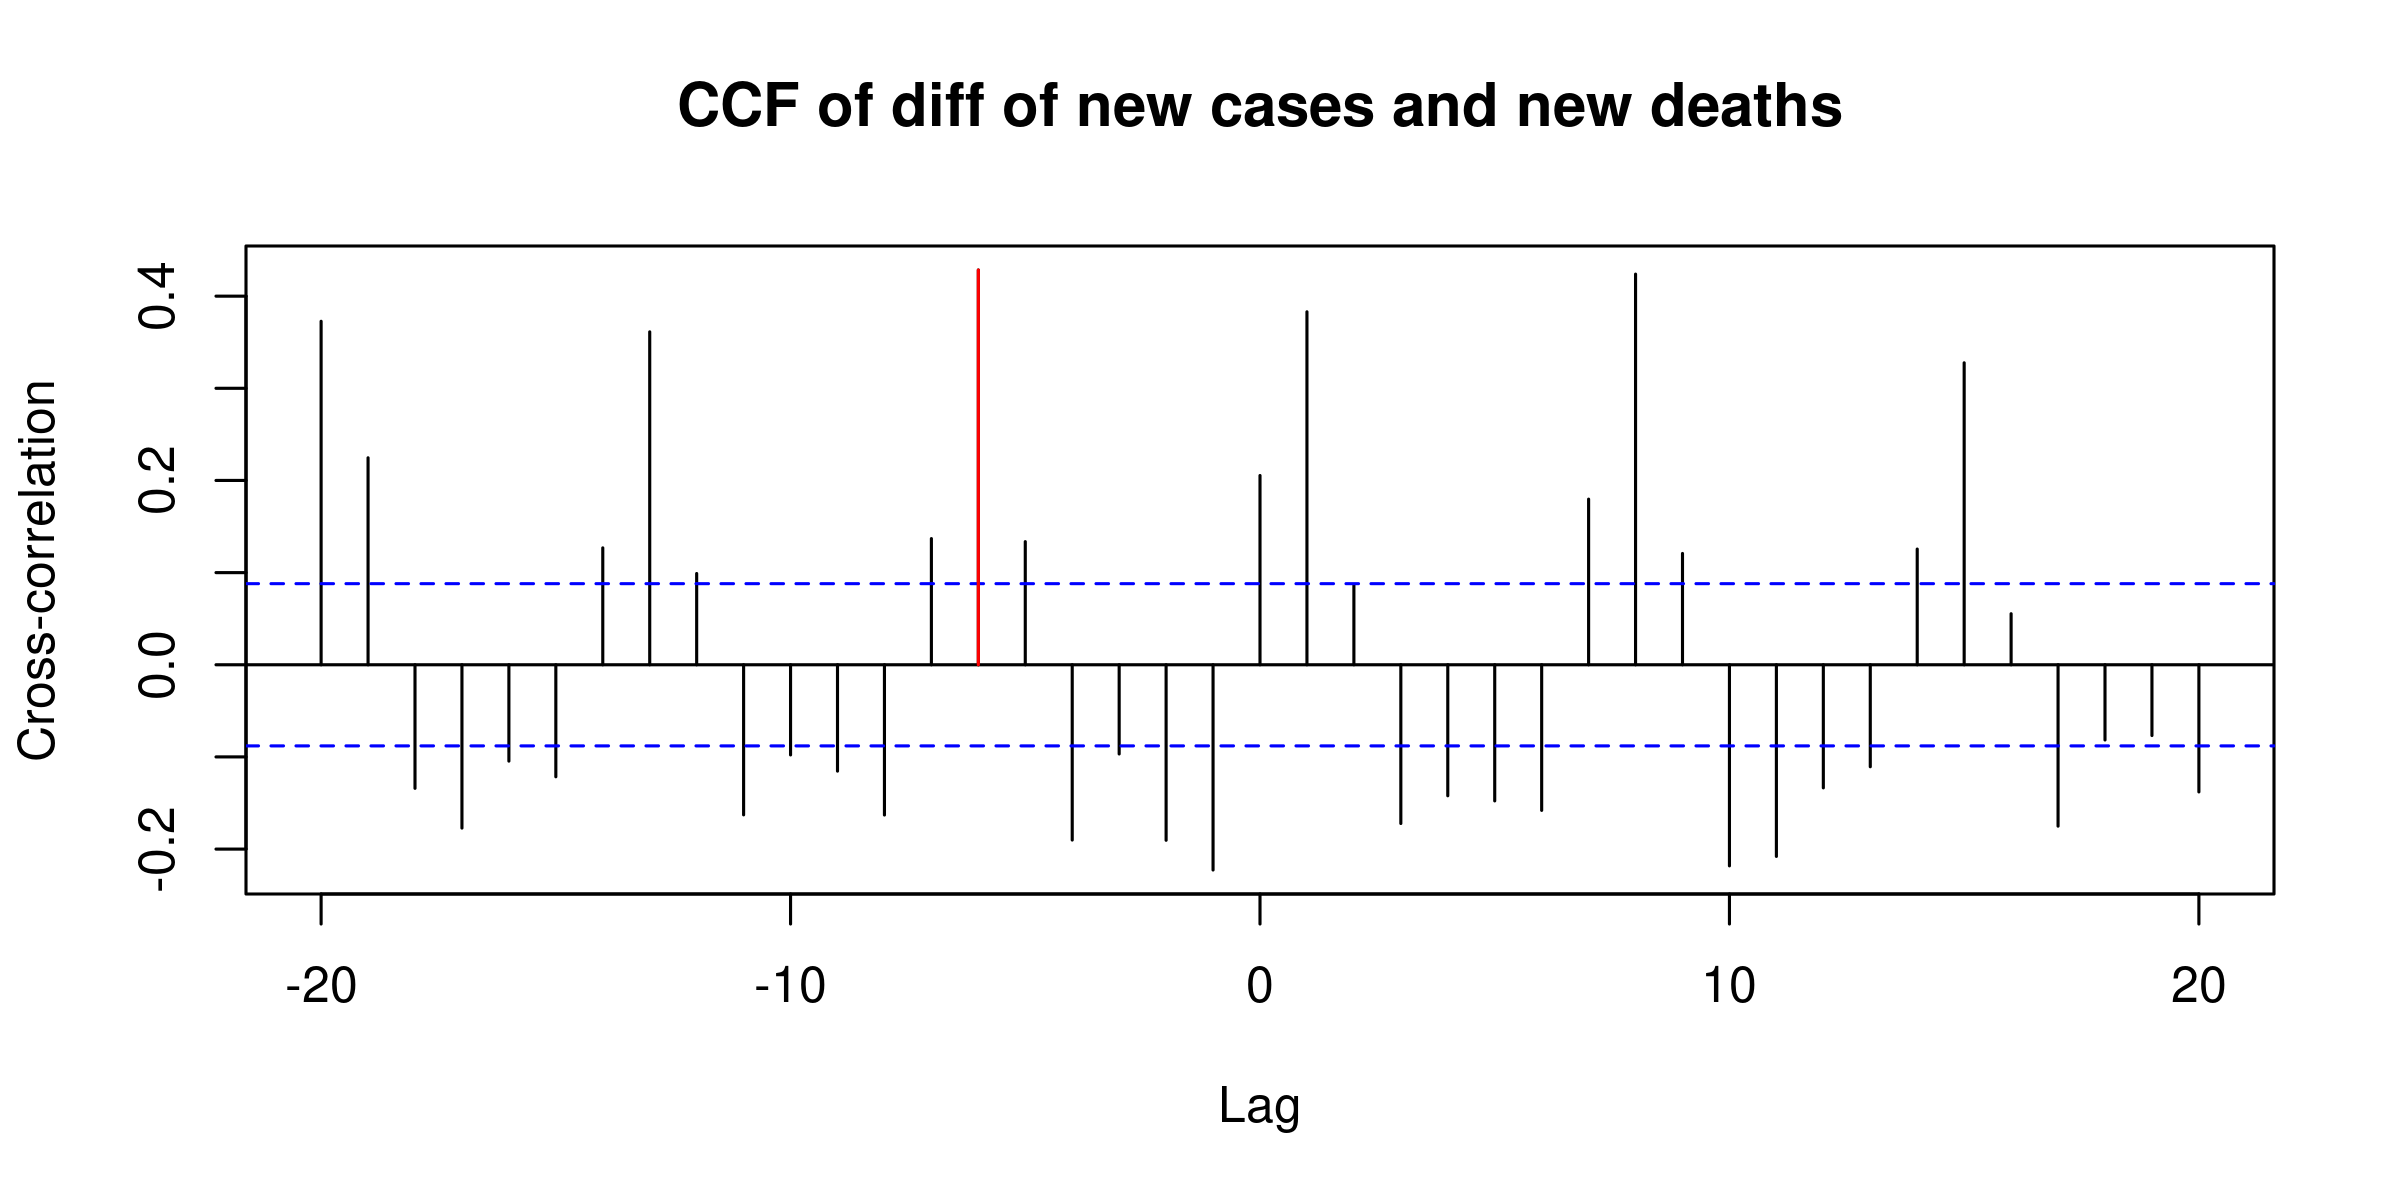 CCF of diff of new cases and new deaths
Cross-correlation
0.4
0.2
0.0
-0.2
-20 -10 0 10 20
Lag